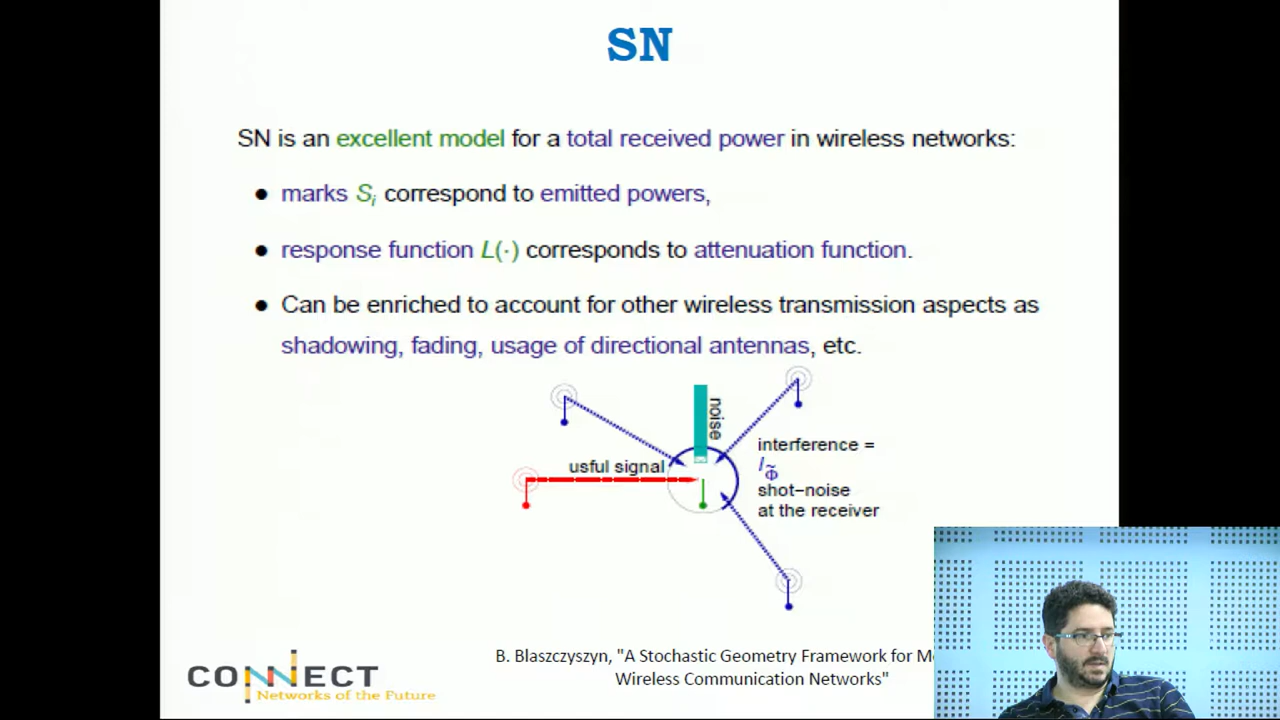 SN
SN is an excellent model for a total received power in wireless networks:
● marks Sᵢ correspond to emitted powers,
● response function L(·) corresponds to attenuation function.
● Can be enriched to account for other wireless transmission aspects as
shadowing, fading, usage of directional antennas, etc.
noise
usful signal
interference =
I_Φ̃
shot−noise
at the receiver
CONNECT
Networks of the Future
B. Blaszczyszyn, "A Stochastic Geometry Framework for
Wireless Communication Networks"